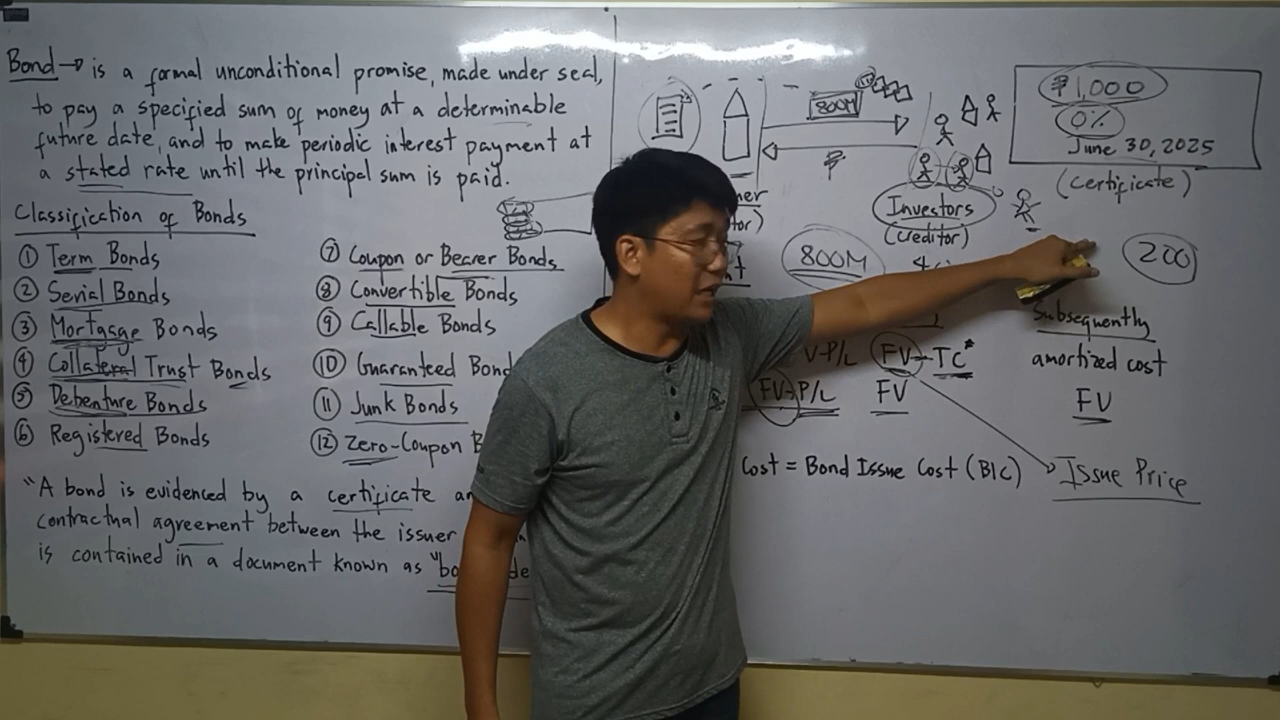 Bond → is a formal unconditional promise, made under seal,
to pay a specified sum of money at a determinable
future date, and to make periodic interest payment at
a stated rate until the principal sum is paid.
Classification of Bonds
① Term Bonds
② Serial Bonds
③ Mortgage Bonds
④ Collateral Trust Bonds
⑤ Debenture Bonds
⑥ Registered Bonds
⑦ Coupon or Bearer Bonds
⑧ Convertible Bonds
⑨ Callable Bonds
⑩ Guaranteed Bond
⑪ Junk Bonds
⑫ Zero-Coupon B
"A bond is evidenced by a certificate an
contractual agreement between the issuer
is contained in a document known as "bo de
800M
₱
Investors
(creditor)
800M
₱1,000
0%
June 30, 2025
(certificate)
200
Subsequently
amortized cost
FV
V-P/L
FV-TC*
FV-P/L
FV
Cost = Bond Issue Cost (BIC)
Issue Price